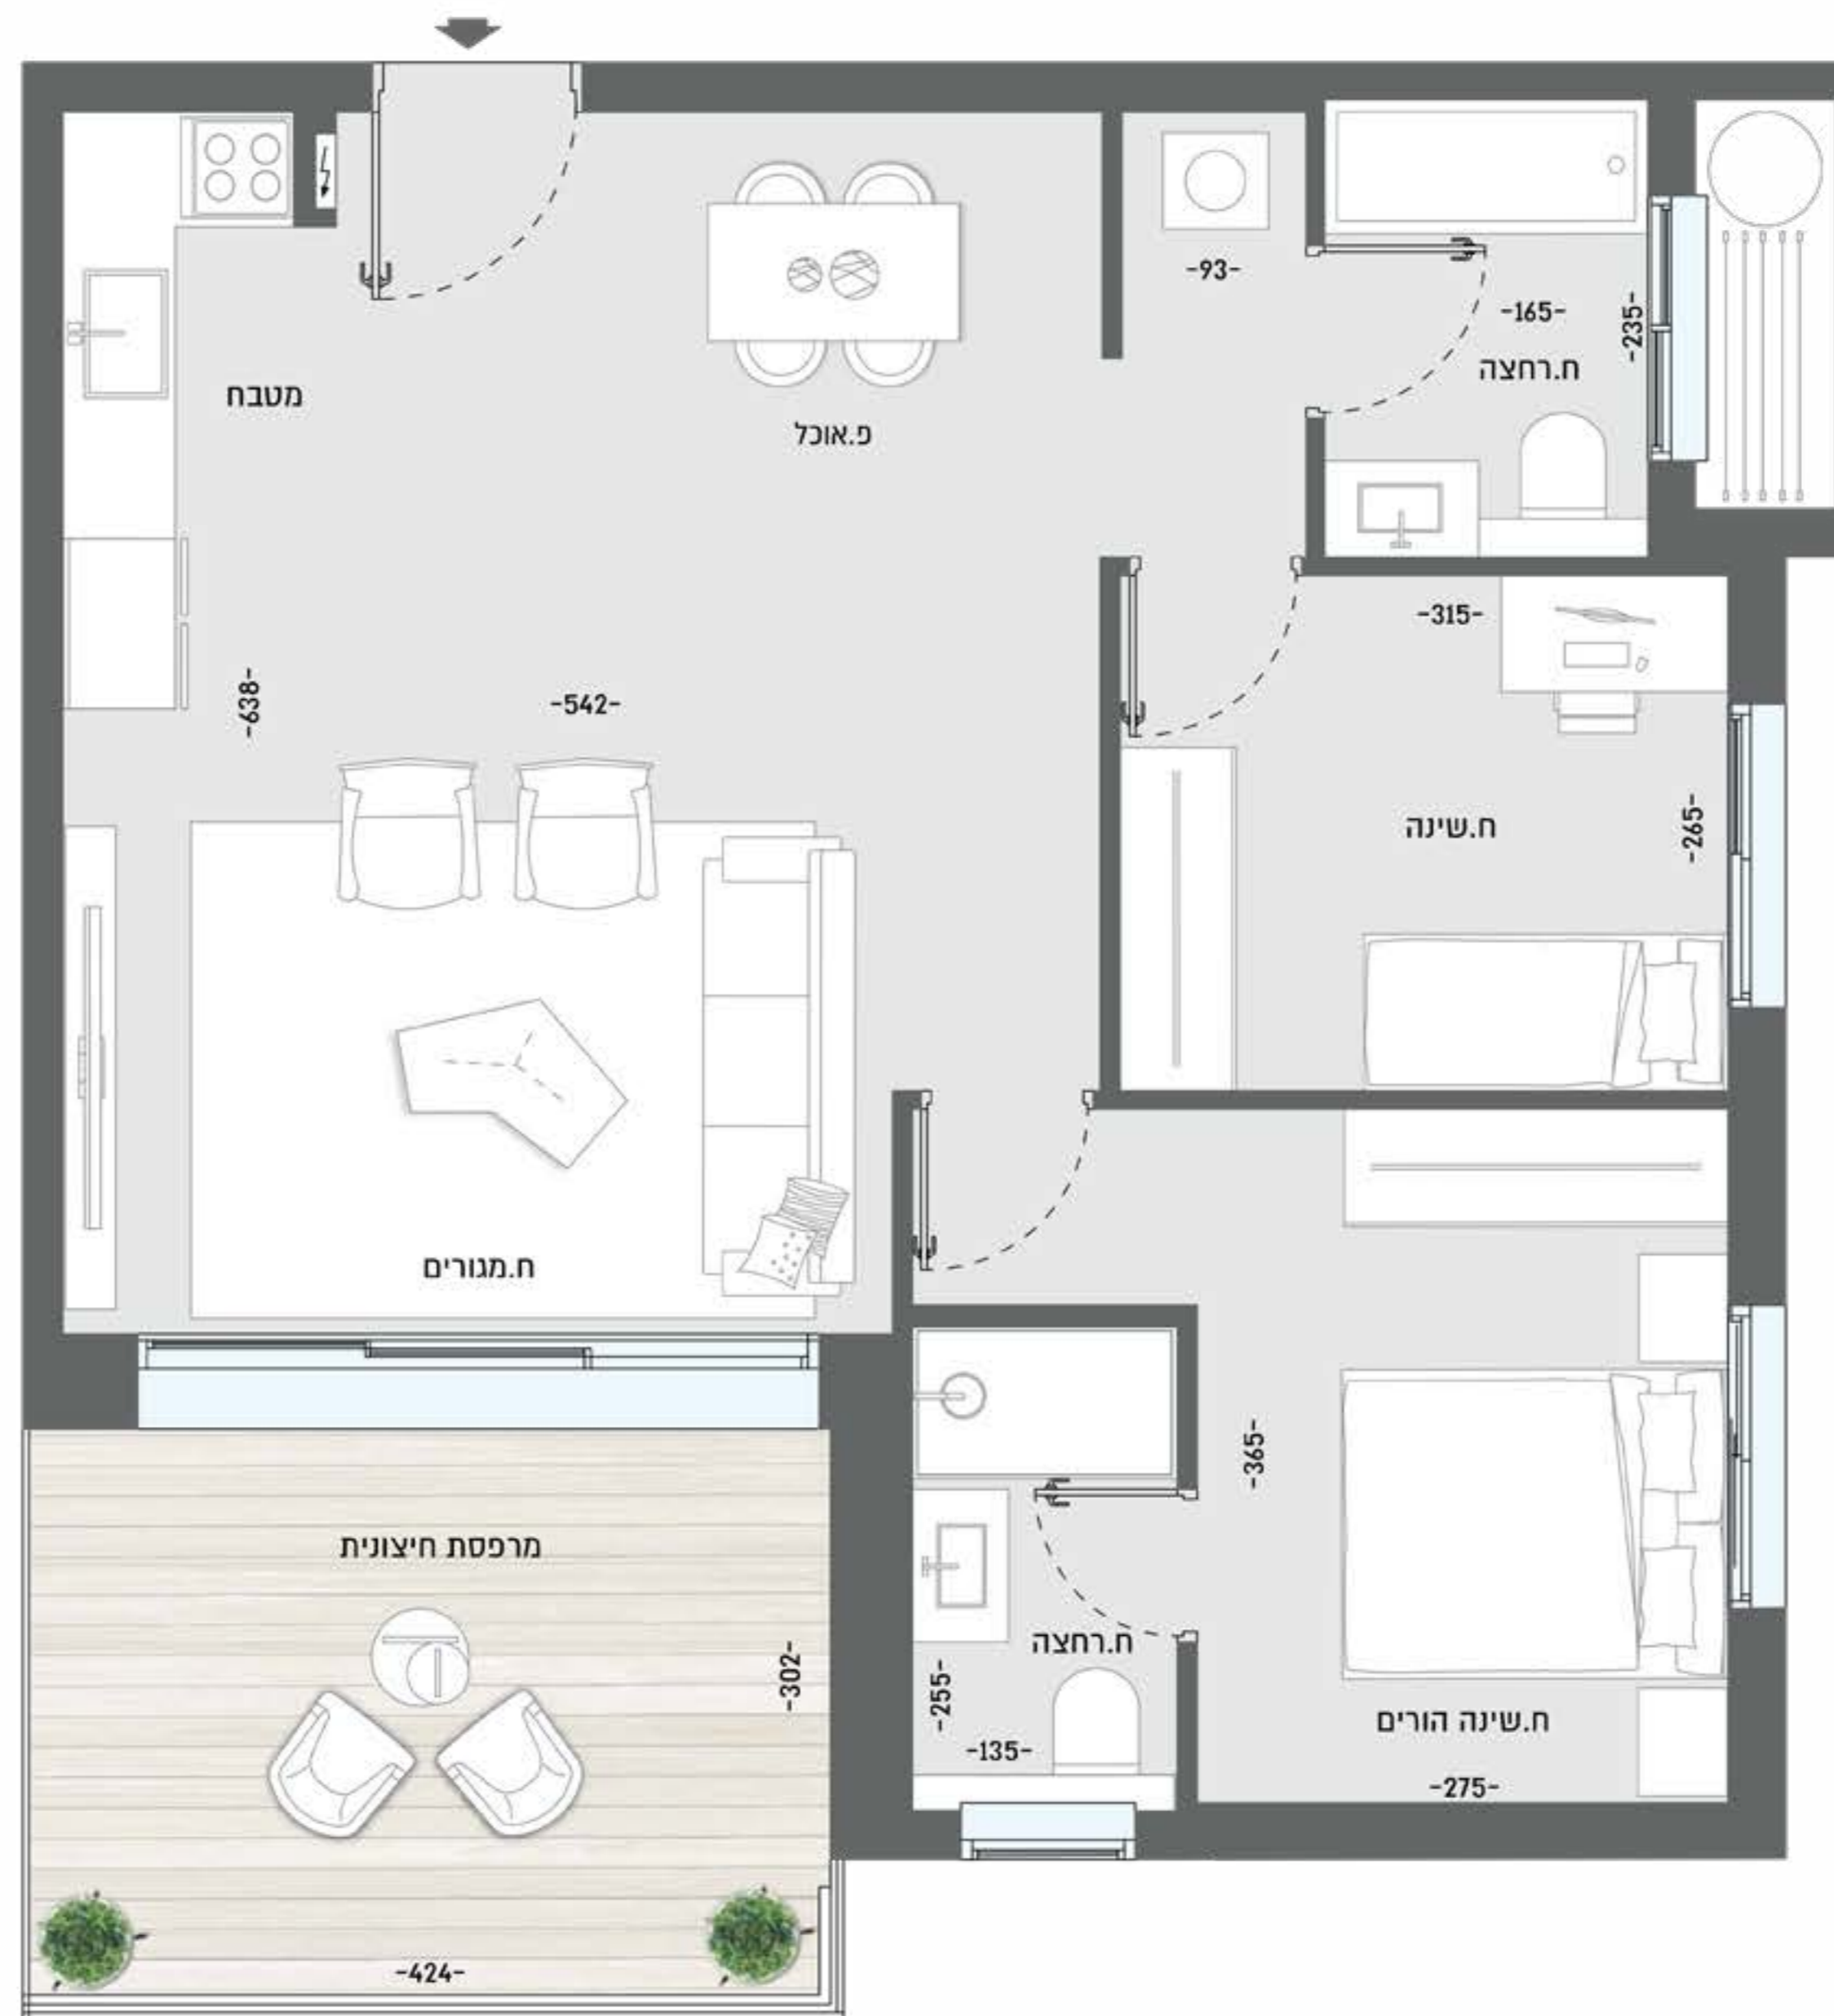 -93-
-165-
-235-
ח.רחצה
מטבח
פ.אוכל
-315-
-638-
-542-
ח.שינה
-265-
ח.מגורים
-365-
מרפסת חיצונית
ח.רחצה
-302-
-255-
-135-
ח.שינה הורים
-275-
-424-